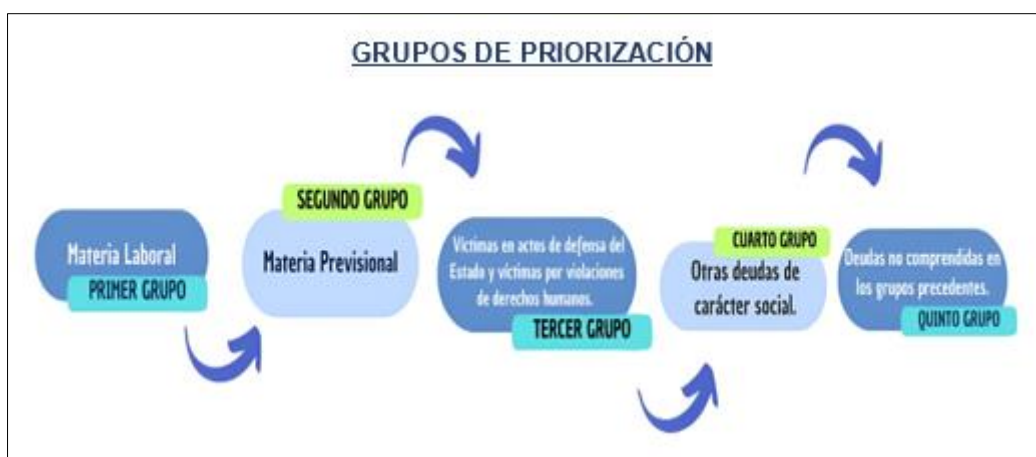 GRUPOS DE PRIORIZACIÓN
Materia Laboral
PRIMER GRUPO
SEGUNDO GRUPO
Materia Previsional
Víctimas en actos de defensa del
Estado y víctimas por violaciones
de derechos humanos.
TERCER GRUPO
CUARTO GRUPO
Otras deudas de
carácter social.
Deudas no comprendidas en
los grupos precedentes.
QUINTO GRUPO